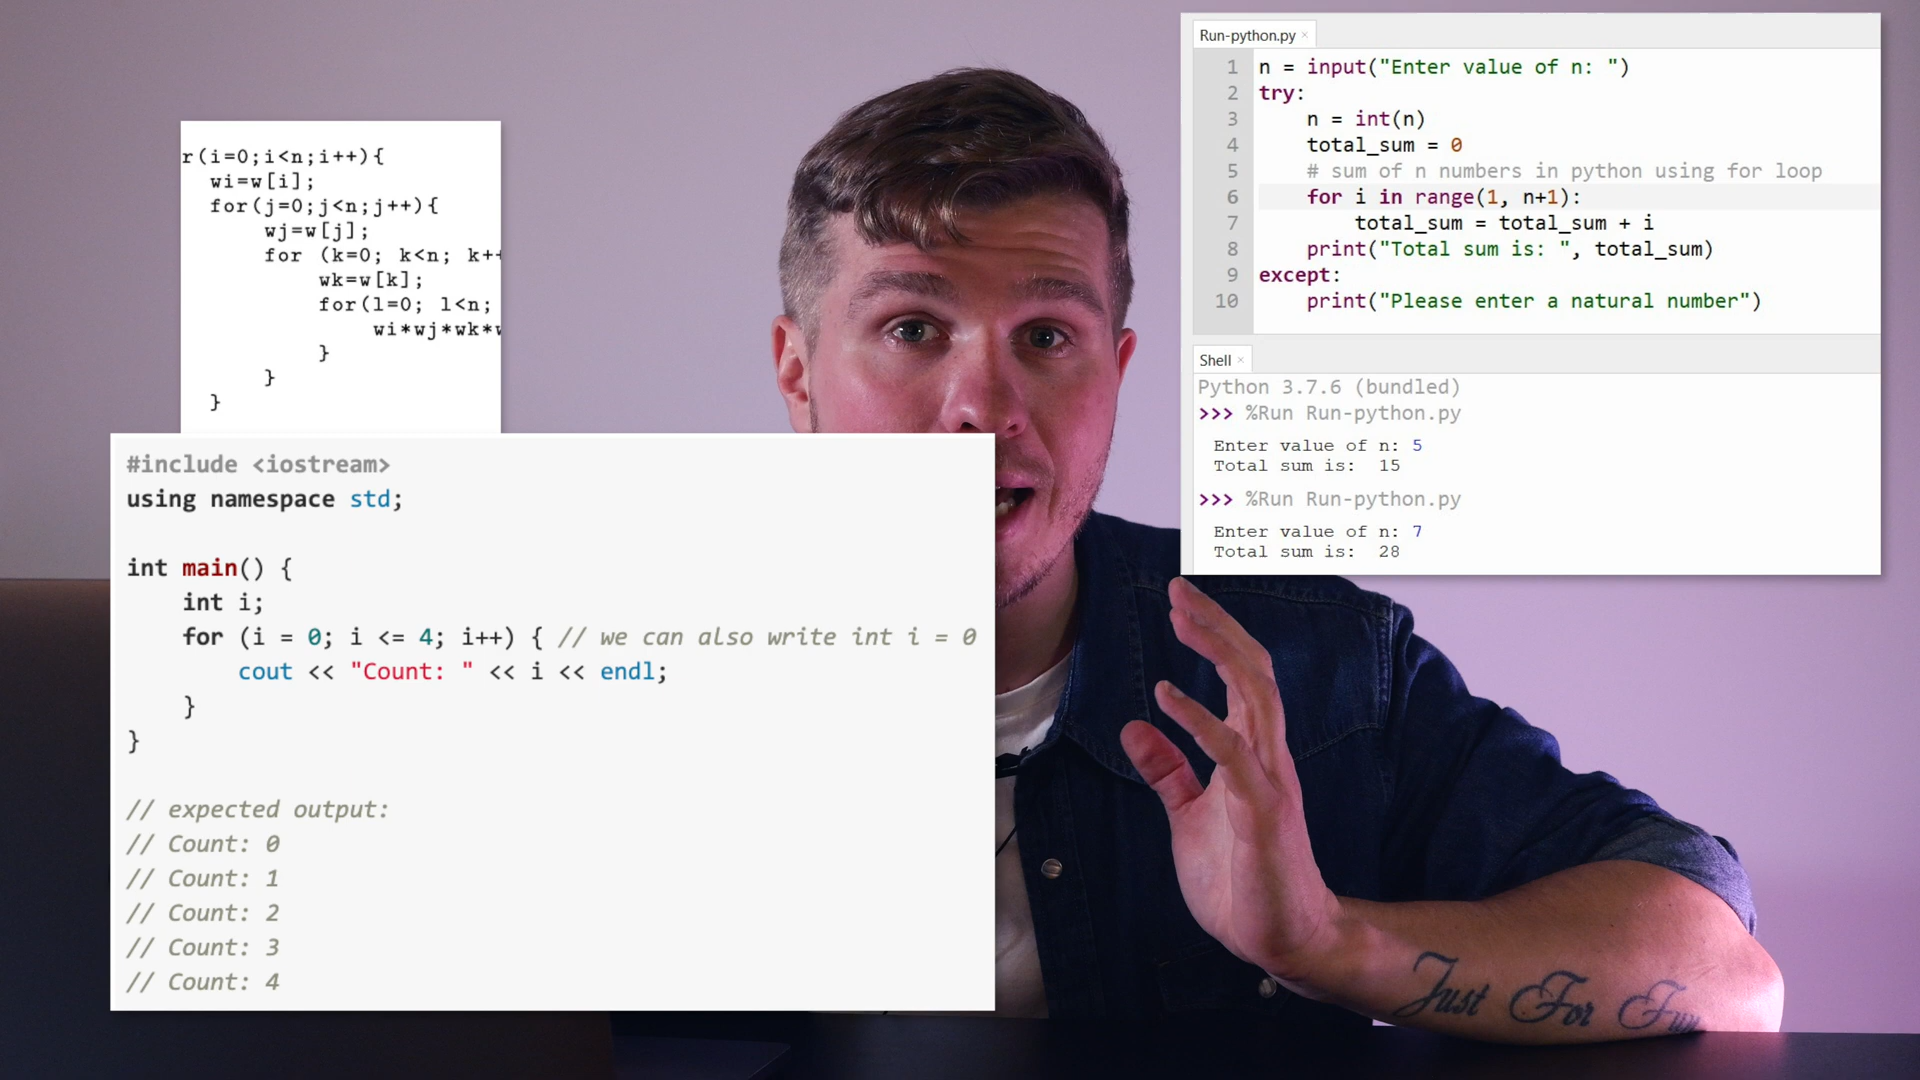 r(i=0;i<n;i++){
wi=w[i];
for(j=0;j<n;j++){
wj=w[j];
for (k=0; k<n; k++
wk=w[k];
for(l=0; l<n;
wi*wj*wk*
}
}
}
#include <iostream>
using namespace std;
int main() {
int i;
for (i = 0; i <= 4; i++) { // we can also write int i = 0
cout << "Count: " << i << endl;
}
}
// expected output:
// Count: 0
// Count: 1
// Count: 2
// Count: 3
// Count: 4
Run-python.py ×
1 n = input("Enter value of n: ")
2 try:
3 n = int(n)
4 total_sum = 0
5 # sum of n numbers in python using for loop
6 for i in range(1, n+1):
7 total_sum = total_sum + i
8 print("Total sum is: ", total_sum)
9 except:
10 print("Please enter a natural number")
Shell ×
Python 3.7.6 (bundled)
>>> %Run Run-python.py
Enter value of n: 5
Total sum is: 15
>>> %Run Run-python.py
Enter value of n: 7
Total sum is: 28
Just For Fun